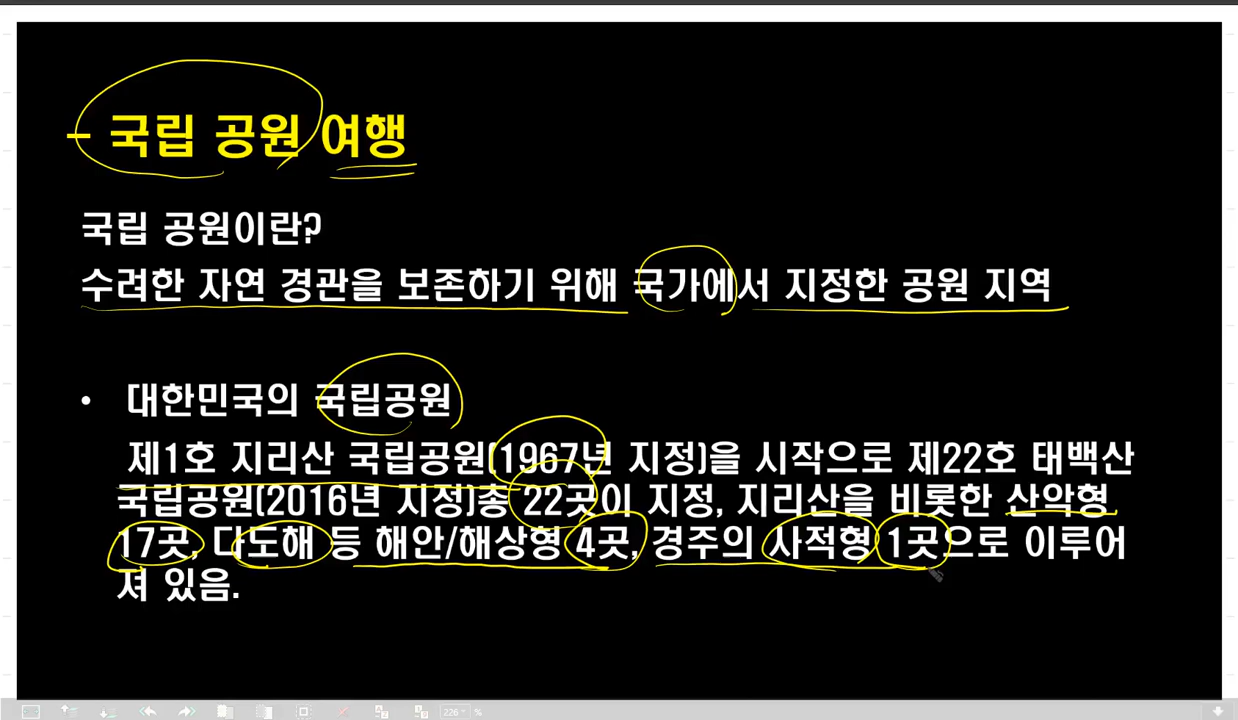 - 국립 공원 여행
국립 공원이란?
수려한 자연 경관을 보존하기 위해 국가에서 지정한 공원 지역
• 대한민국의 국립공원
제1호 지리산 국립공원(1967년 지정)을 시작으로 제22호 태백산
국립공원(2016년 지정)총 22곳이 지정, 지리산을 비롯한 산악형
17곳, 다도해 등 해안/해상형 4곳, 경주의 사적형 1곳으로 이루어
져 있음.
226 %